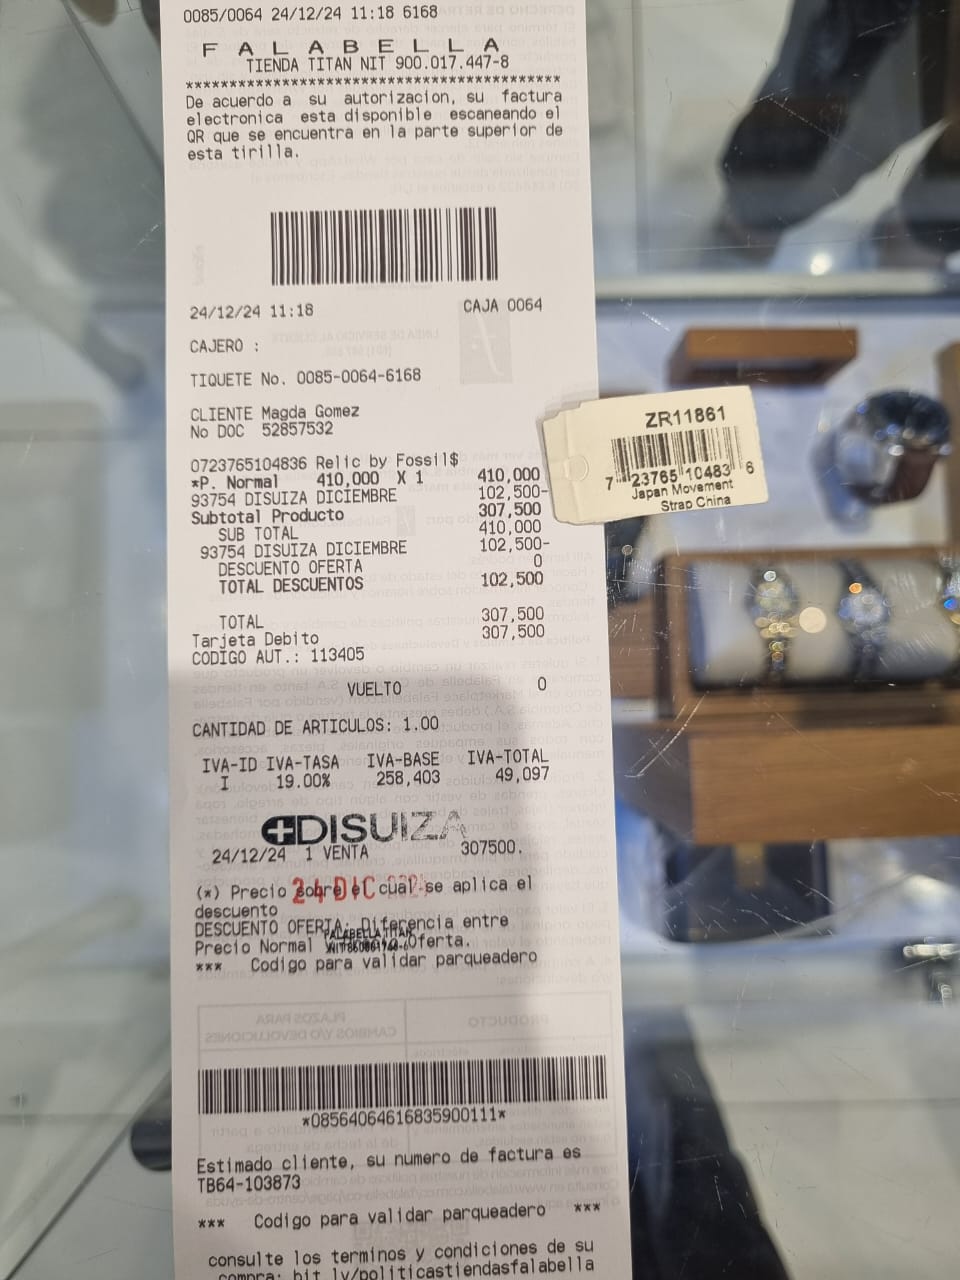 0085/0064 24/12/24 11:18 6168
FALABELLA
TIENDA TITAN NIT 900.017.447-8
************************************************
De acuerdo a su autorizacion, su factura
electronica esta disponible escaneando el
QR que se encuentra en la parte superior de
esta tirilla.
24/12/24 11:18 CAJA 0064
CAJERO :
TIQUETE No. 0085-0064-6168
CLIENTE Magda Gomez
No DOC 52857532
0723765104836 Relic by Fossil$
*P. Normal 410,000 X 1 410,000
93754 DISUIZA DICIEMBRE 102,500-
Subtotal Producto 307,500
SUB TOTAL 410,000
93754 DISUIZA DICIEMBRE 102,500-
DESCUENTO OFERTA 0
TOTAL DESCUENTOS 102,500
TOTAL 307,500
Tarjeta Debito 307,500
CODIGO AUT.: 113405
VUELTO 0
CANTIDAD DE ARTICULOS: 1.00
IVA-ID IVA-TASA IVA-BASE IVA-TOTAL
I 19.00% 258,403 49,097
DISUIZA
24/12/24 1 VENTA 307500.
24 DIC
(*) Precio sobre el cual se aplica el
descuento
DESCUENTO OFERTA: Diferencia entre
Precio Normal Oferta.
FALABELLA TITAN
*** Codigo para validar parqueadero
*08564064616835900111*
Estimado cliente, su numero de factura es
TB64-103873
*** Codigo para validar parqueadero ***
consulte los terminos y condiciones de su
compra: bit.ly/politicastiendasfalabella
ZR11861
7 23765 10483 6
Japan Movement
Strap China